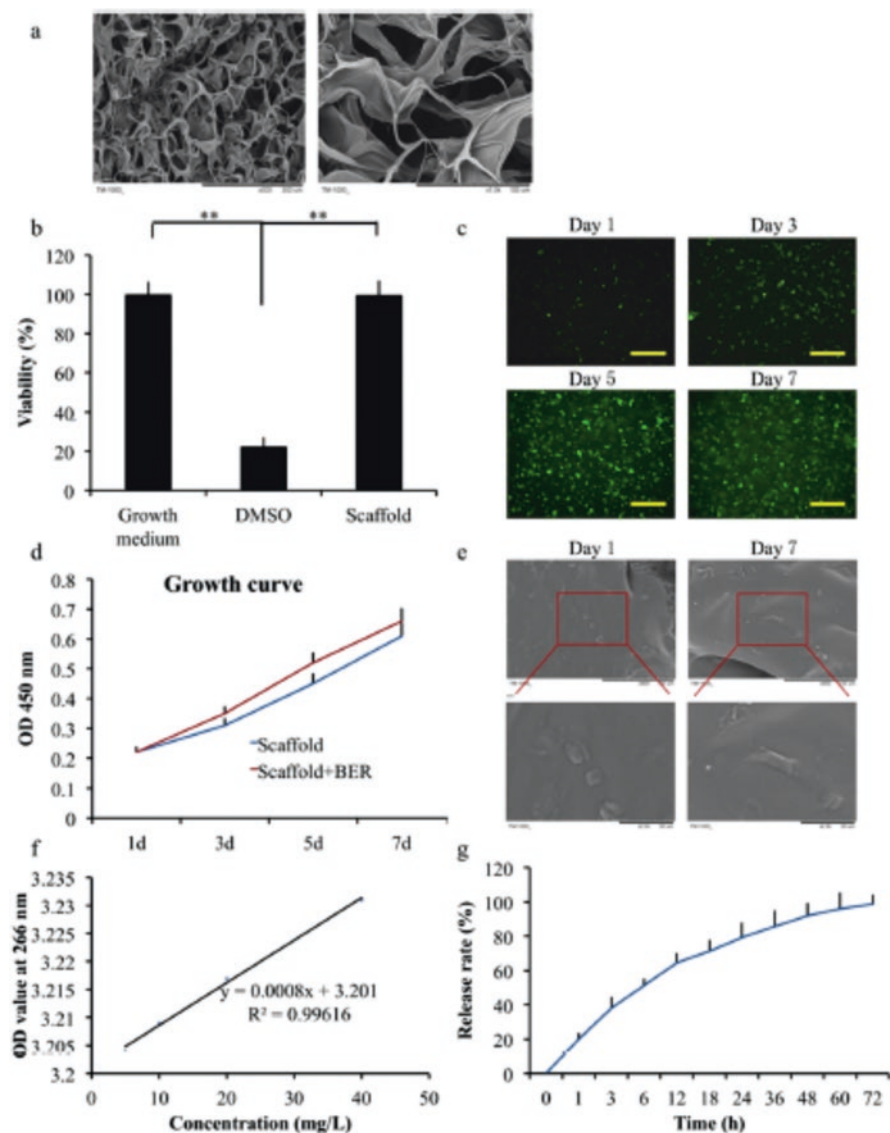 a
b
c
** **
120
100
80
60
40
20
0
Viability (%)
Growth medium
DMSO
Scaffold
Day 1
Day 3
Day 5
Day 7
d
Growth curve
0.8
0.7
0.6
0.5
0.4
0.3
0.2
0.1
0
OD 450 nm
Scaffold
Scaffold+BER
1d 3d 5d 7d
e
Day 1
Day 7
f
3.235
3.23
3.22
3.215
3.21
3.205
3.2
OD value at 266 nm
y = 0.0008x + 3.201
R² = 0.99616
0 10 20 30 40 50
Concentration (mg/L)
g
120
100
80
60
40
20
0
Release rate (%)
0 1 3 6 12 18 24 36 48 60 72
Time (h)